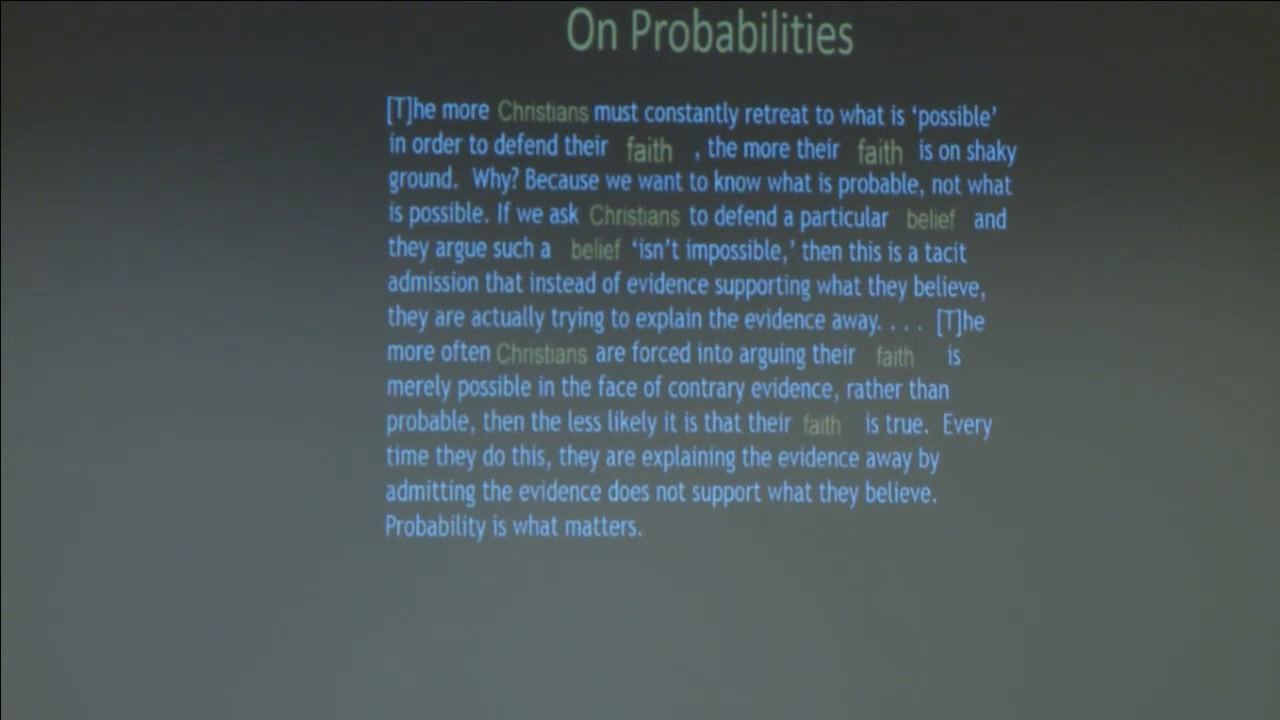 On Probabilities
[T]he more Christians must constantly retreat to what is ‘possible’
in order to defend their faith , the more their faith is on shaky
ground. Why? Because we want to know what is probable, not what
is possible. If we ask Christians to defend a particular belief and
they argue such a belief ‘isn’t impossible,’ then this is a tacit
admission that instead of evidence supporting what they believe,
they are actually trying to explain the evidence away. . . . [T]he
more often Christians are forced into arguing their faith is
merely possible in the face of contrary evidence, rather than
probable, then the less likely it is that their faith is true. Every
time they do this, they are explaining the evidence away by
admitting the evidence does not support what they believe.
Probability is what matters.